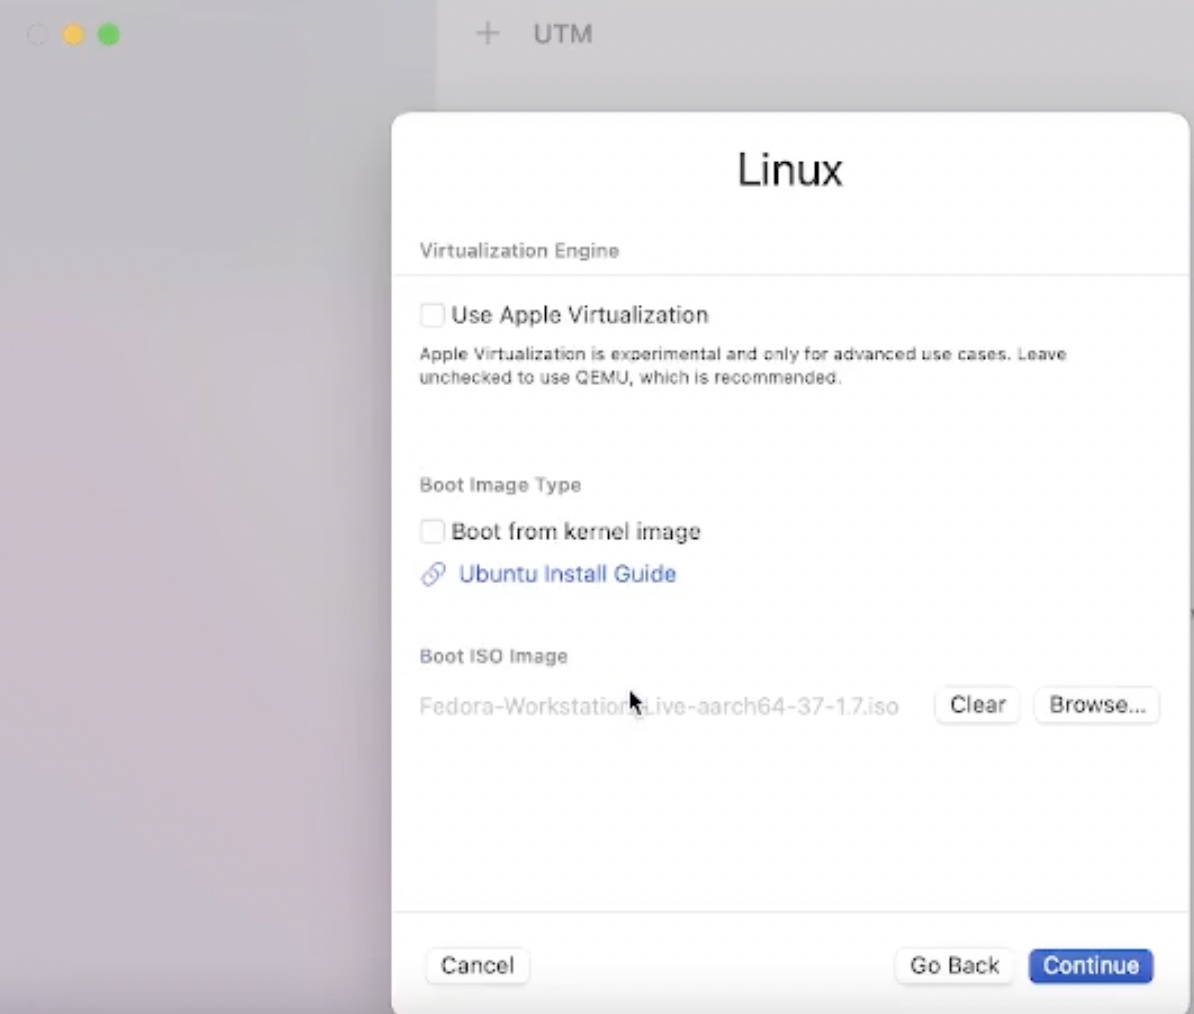 UTM
Linux
Virtualization Engine
Use Apple Virtualization
Apple Virtualization is experimental and only for advanced use cases. Leave
unchecked to use QEMU, which is recommended.
Boot Image Type
Boot from kernel image
Ubuntu Install Guide
Boot ISO Image
Fedora-Workstation-Live-aarch64-37-1.7.iso
Clear
Browse...
Cancel
Go Back
Continue